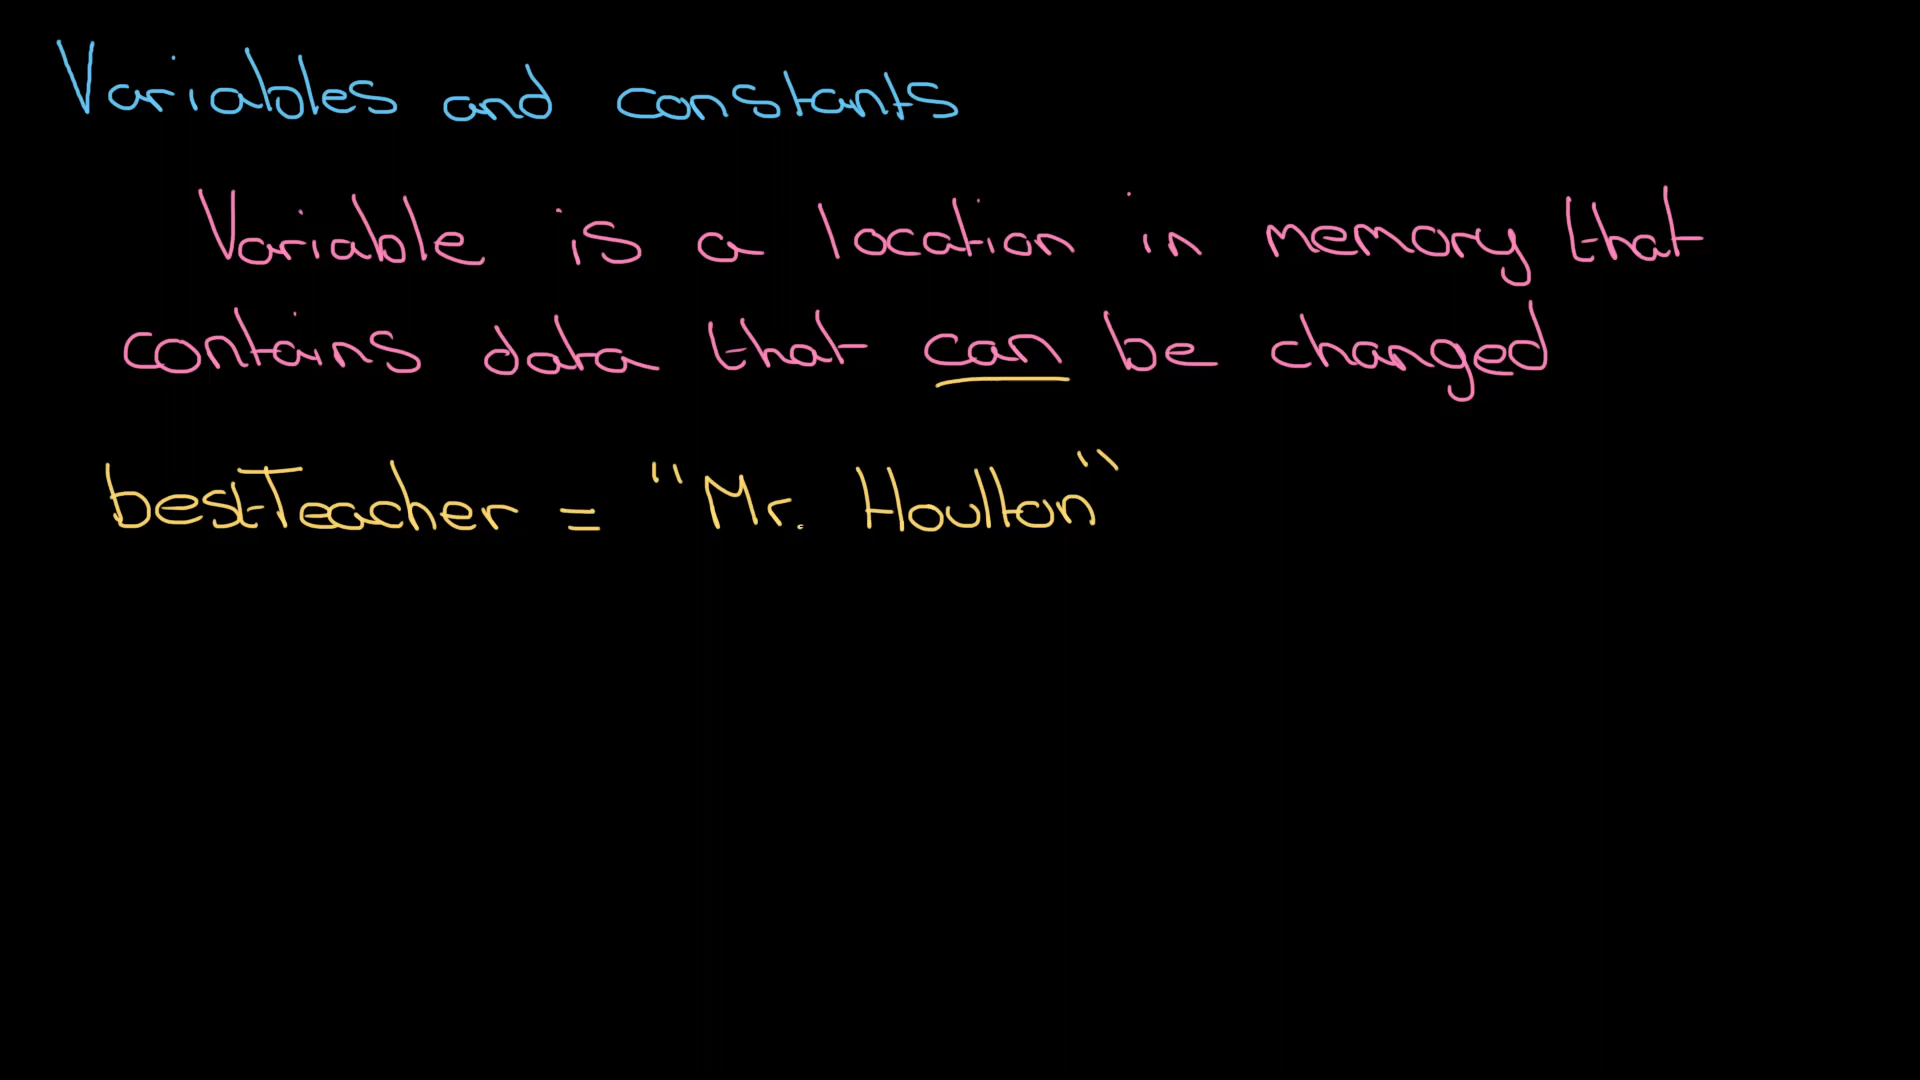 Variables and constants
Variable is a location in memory that
contains data that can be changed
bestTeacher = "Mr. Houlton"